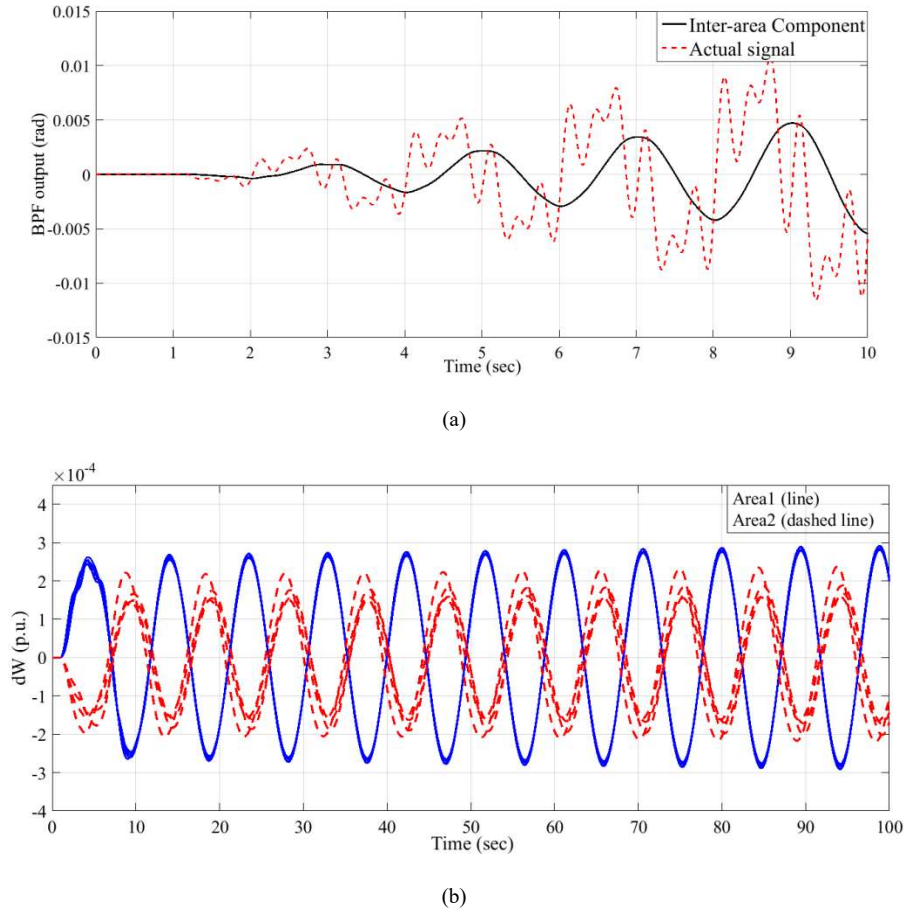 0.015
0.01
0.005
0
-0.005
-0.01
-0.015
BPF output (rad)
Inter-area Component
Actual signal
0 1 2 3 4 5 6 7 8 9 10
Time (sec)
(a)
×10⁻⁴
4
3
2
1
0
-1
-2
-3
-4
dW (p.u.)
Area1 (line)
Area2 (dashed line)
0 10 20 30 40 50 60 70 80 90 100
Time (sec)
(b)